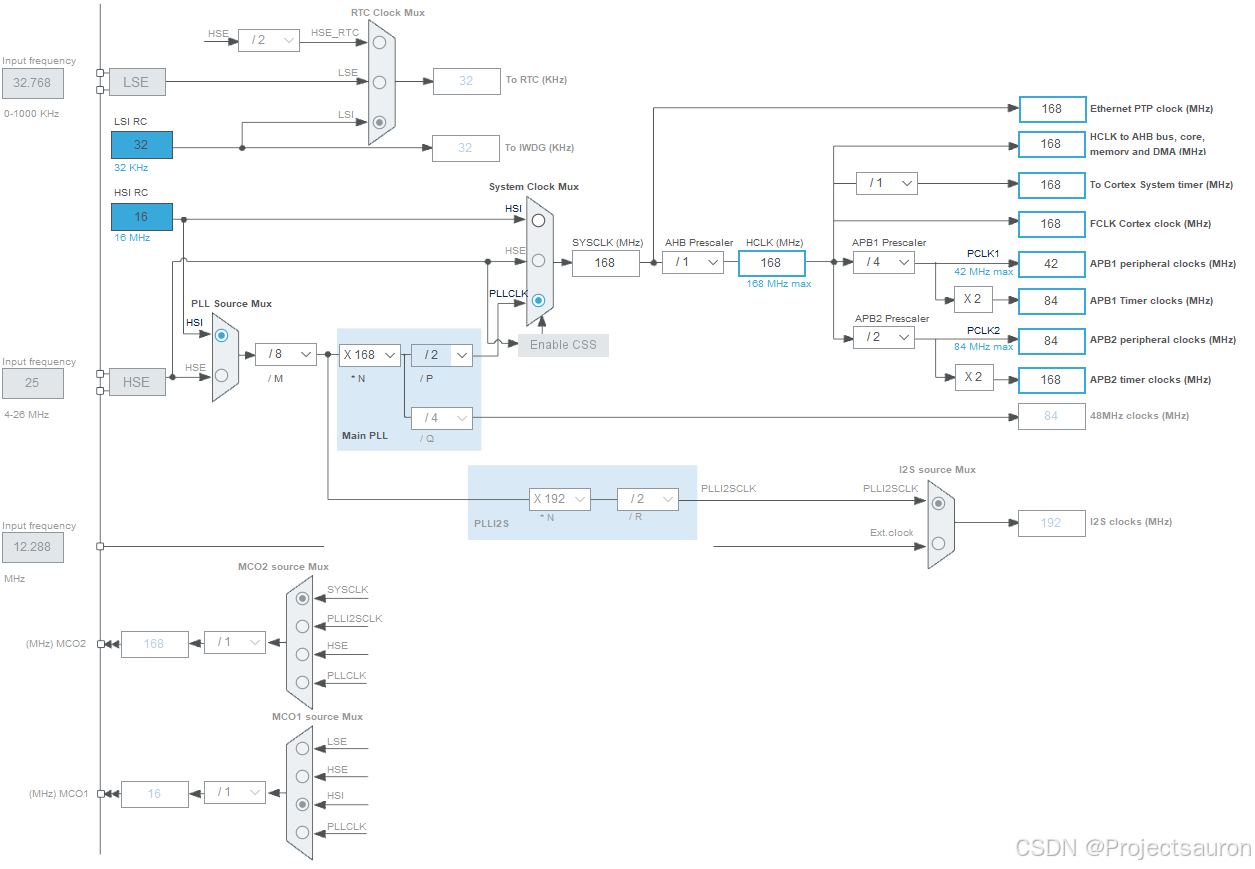 RTC Clock Mux
HSE
/ 2
HSE_RTC
Input frequency
32.768
0-1000 KHz
LSE
LSE
32
To RTC (KHz)
LSI RC
32
32 KHz
LSI
32
To IWDG (KHz)
HSI RC
16
16 MHz
System Clock Mux
HSI
HSE
PLLCLK
Enable CSS
SYSCLK (MHz)
168
AHB Prescaler
/ 1
HCLK (MHz)
168
168 MHz max
168
Ethernet PTP clock (MHz)
168
HCLK to AHB bus, core,
memory and DMA (MHz)
/ 1
168
To Cortex System timer (MHz)
168
FCLK Cortex clock (MHz)
APB1 Prescaler
/ 4
PCLK1
42 MHz max
42
APB1 peripheral clocks (MHz)
X 2
84
APB1 Timer clocks (MHz)
APB2 Prescaler
/ 2
PCLK2
84 MHz max
84
APB2 peripheral clocks (MHz)
X 2
168
APB2 timer clocks (MHz)
84
48MHz clocks (MHz)
PLL Source Mux
HSI
HSE
/ 8
/ M
X 168
* N
/ 2
/ P
/ 4
/ Q
Main PLL
Input frequency
25
4-26 MHz
HSE
PLLI2S
X 192
* N
/ 2
/ R
PLLI2SCLK
I2S source Mux
PLLI2SCLK
Ext.clock
192
I2S clocks (MHz)
Input frequency
12.288
MHz
MCO2 source Mux
SYSCLK
PLLI2SCLK
HSE
PLLCLK
(MHz) MCO2
168
/ 1
MCO1 source Mux
LSE
HSE
HSI
PLLCLK
(MHz) MCO1
16
/ 1
CSDN @Projectsauron